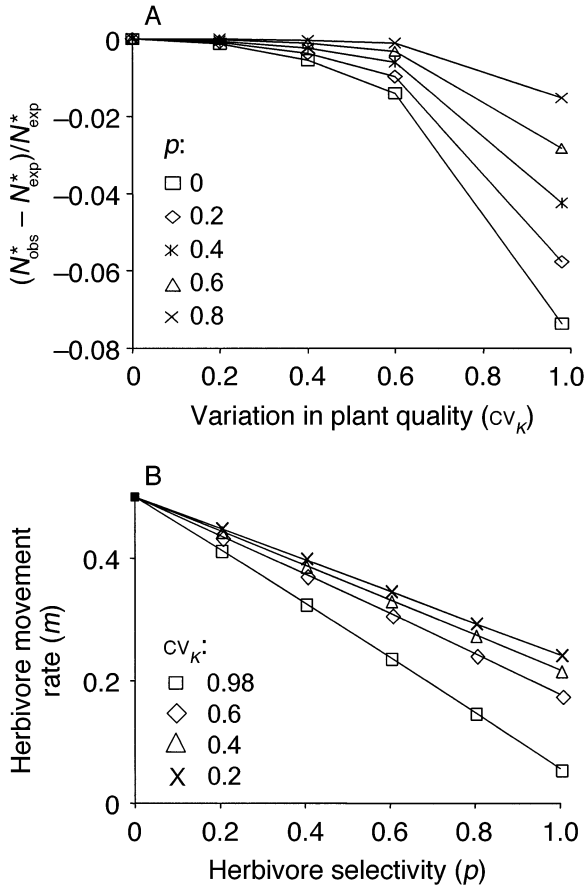 A
(N*obs − N*exp)/N*exp
0
−0.02
−0.04
−0.06
−0.08
p:
0
0.2
0.4
0.6
0.8
0 0.2 0.4 0.6 0.8 1.0
Variation in plant quality (CVK)
B
Herbivore movement
rate (m)
0.4
0.2
0
CVK:
0.98
0.6
0.4
0.2
0 0.2 0.4 0.6 0.8 1.0
Herbivore selectivity (p)